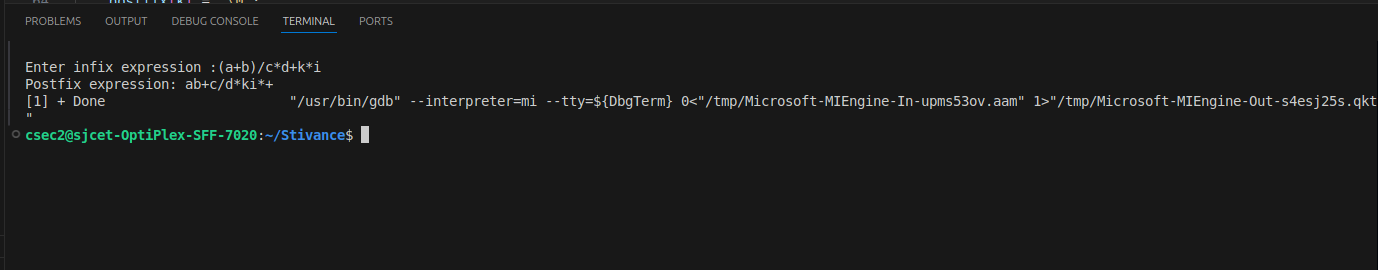 PROBLEMS OUTPUT DEBUG CONSOLE TERMINAL PORTS
Enter infix expression :(a+b)/c*d+k*i
Postfix expression: ab+c/d*ki*+
[1] + Done "/usr/bin/gdb" --interpreter=mi --tty=${DbgTerm} 0<"/tmp/Microsoft-MIEngine-In-upms53ov.aam" 1>"/tmp/Microsoft-MIEngine-Out-s4esj25s.qkt
"
csec2@sjcet-OptiPlex-SFF-7020:~/Stivance$